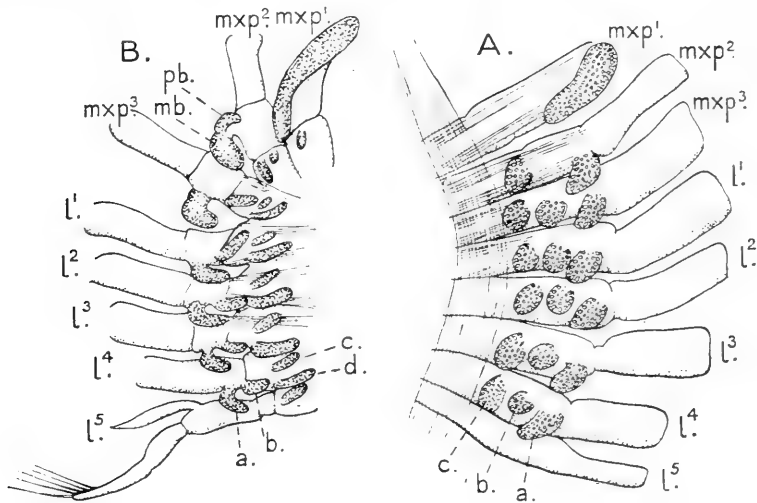 B.
mxp².
mxp¹.
pb.
mb.
mxp³.
l¹.
l².
l³.
l⁴.
l⁵.
a.
b.
c.
d.
A.
mxp¹.
mxp².
mxp³.
l¹.
l².
l³.
l⁴.
l⁵.
c.
b.
a.